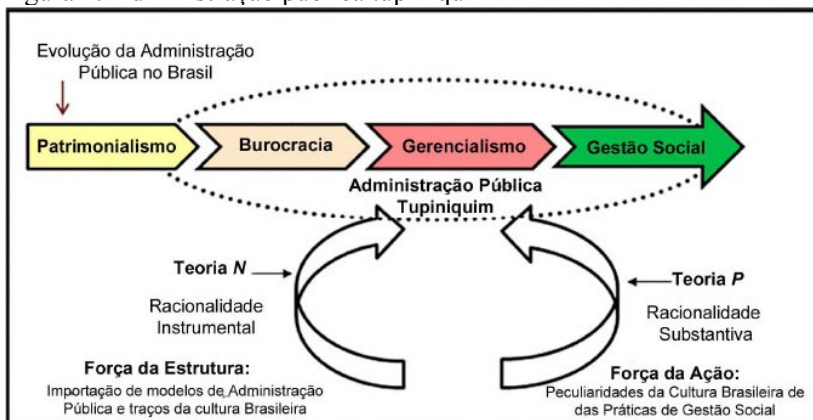 Evolução da Administração
Pública no Brasil
Patrimonialismo
Burocracia
Gerencialismo
Gestão Social
Administração Pública
Tupiniquim
Teoria N
Racionalidade
Instrumental
Teoria P
Racionalidade
Substantiva
Força da Estrutura:
Importação de modelos de Administração
Pública e traços da cultura Brasileira
Força da Ação:
Peculiaridades da Cultura Brasileira de
das Práticas de Gestão Social